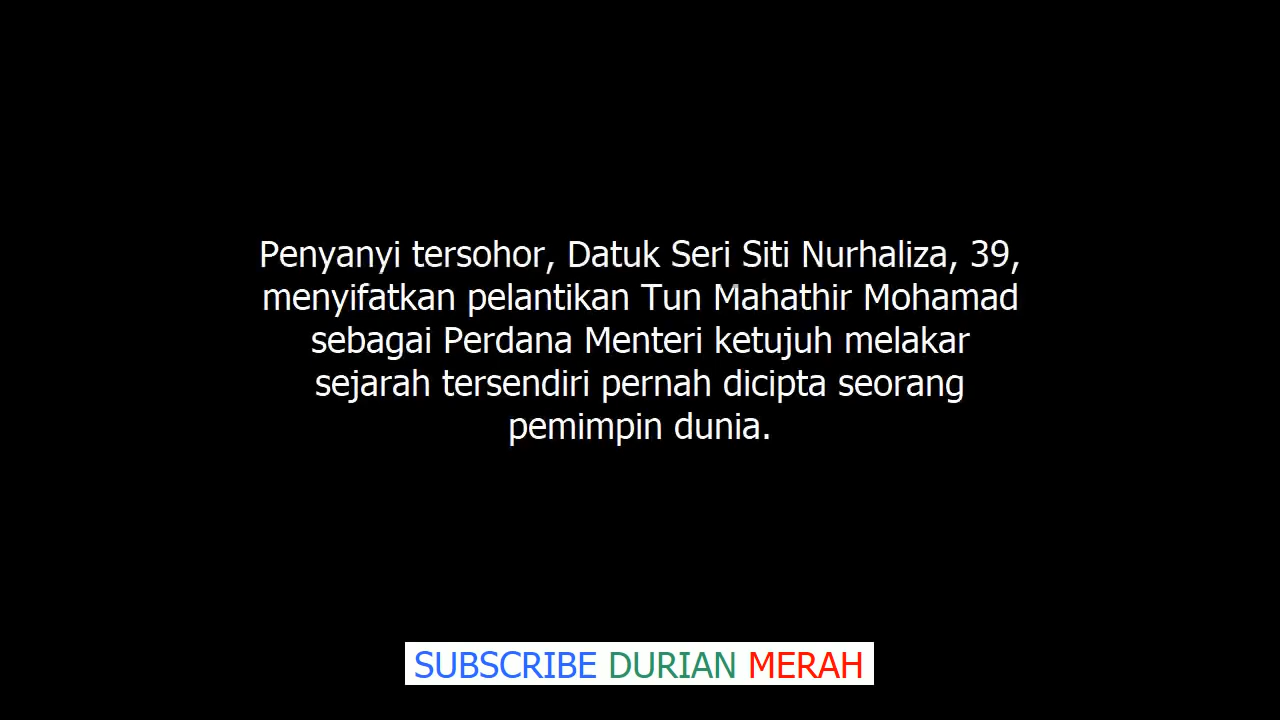 Penyanyi tersohor, Datuk Seri Siti Nurhaliza, 39,
menyifatkan pelantikan Tun Mahathir Mohamad
sebagai Perdana Menteri ketujuh melakar
sejarah tersendiri pernah dicipta seorang
pemimpin dunia.
SUBSCRIBE DURIAN MERAH